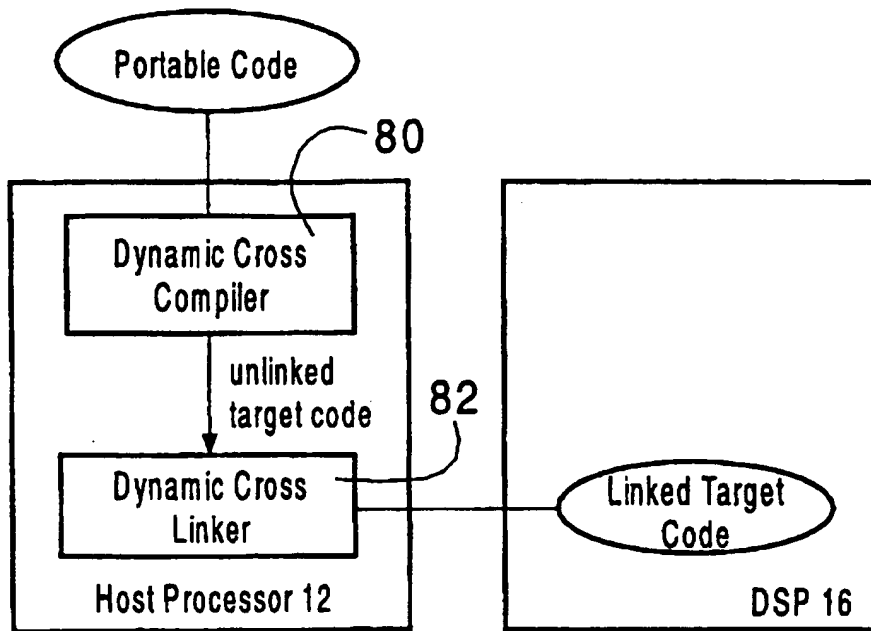 Portable Code
80
Dynamic Cross
Compiler
unlinked
target code
82
Dynamic Cross
Linker
Linked Target
Code
Host Processor 12
DSP 16